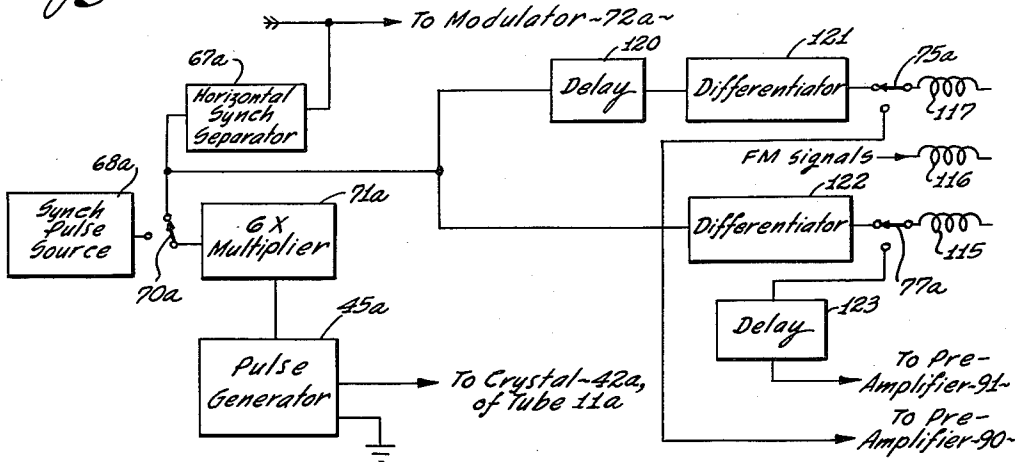 To Modulator~72a~
67a
Horizontal
Synch
Separator
120
Delay
121
Differentiator
75a
117
FM signals
116
68a
Synch
Pulse
Source
70a
71a
6X
Multiplier
122
Differentiator
115
77a
45a
Pulse
Generator
To Crystal~42a,
of Tube 11a
Delay
123
To Pre-
Amplifier-91~
To Pre-
Amplifier-90~